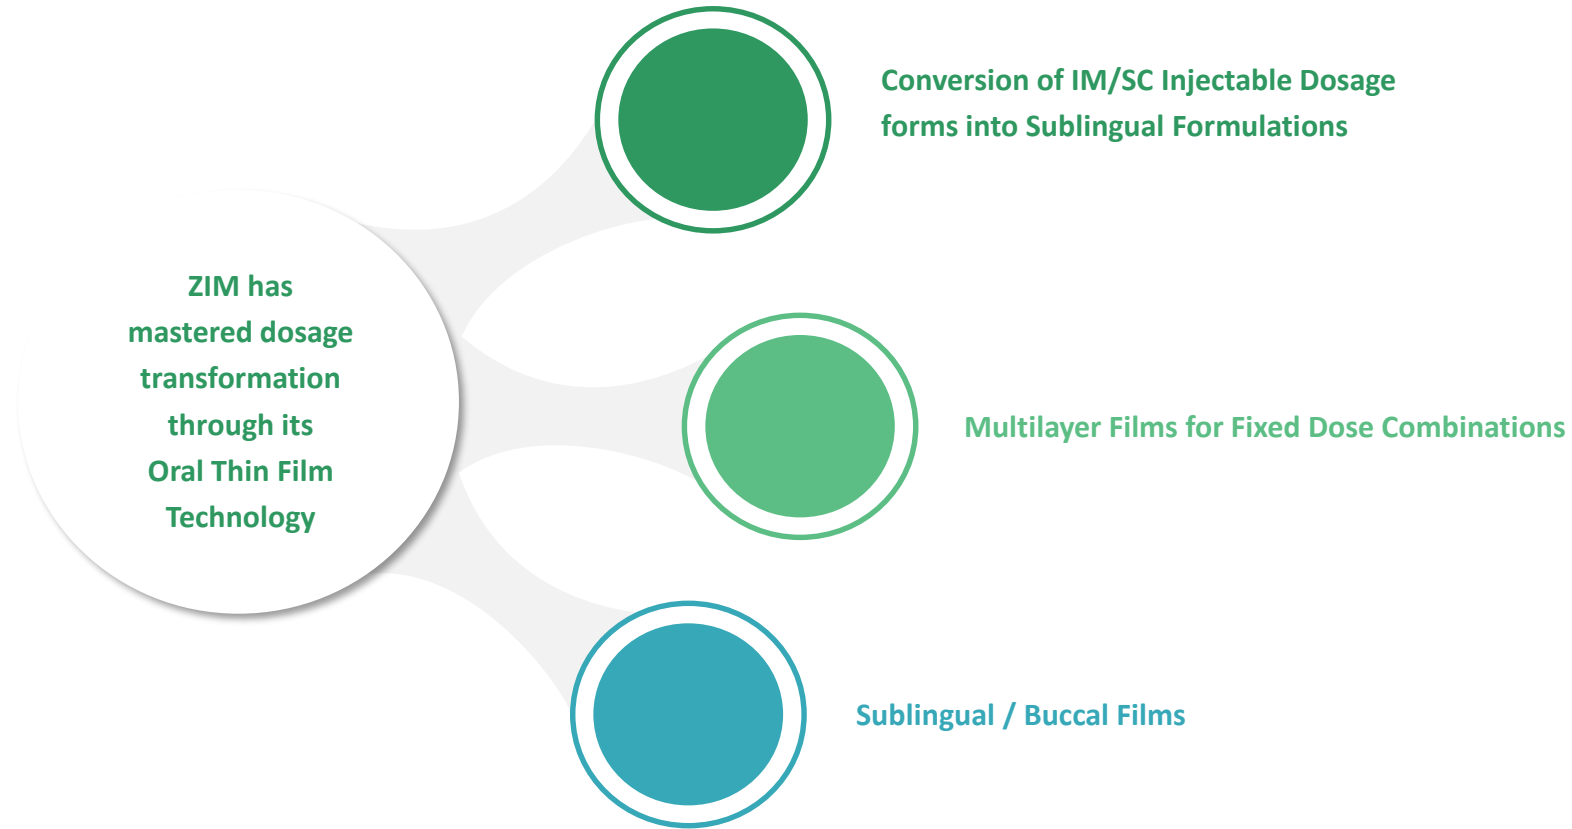 ZIM has
mastered dosage
transformation
through its
Oral Thin Film
Technology
Conversion of IM/SC Injectable Dosage
forms into Sublingual Formulations
Multilayer Films for Fixed Dose Combinations
Sublingual / Buccal Films